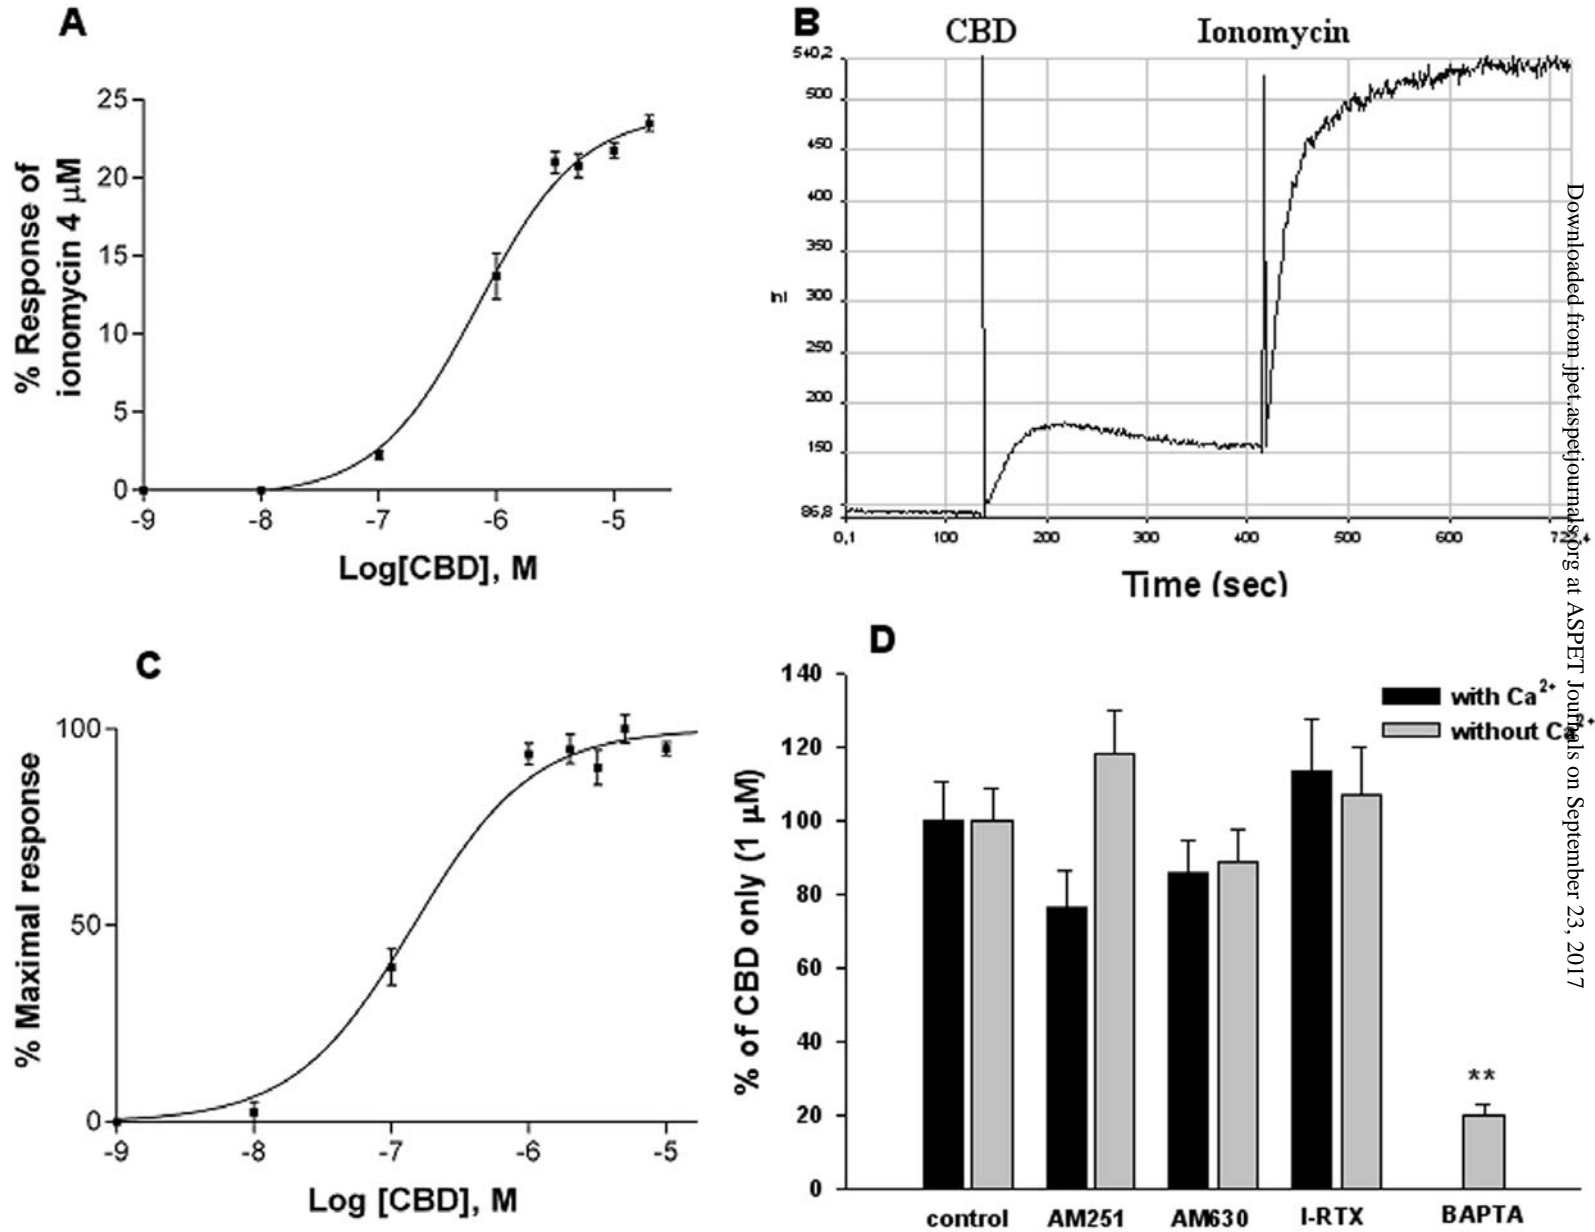 A
% Response of
ionomycin 4 µM
25
20
15
10
5
0
-9
-8
-7
-6
-5
Log[CBD], M
B
CBD
Ionomycin
540,2
500
450
400
350
300
250
200
150
86,8
Int
0,1
100
200
300
400
500
600
Time (sec)
C
% Maximal response
100
50
0
-9
-8
-7
-6
-5
Log [CBD], M
D
% of CBD only (1 µM)
140
120
100
80
60
40
20
0
with Ca2+
without Ca2+
**
control
AM251
AM630
I-RTX
BAPTA
Downloaded from jpet.aspetjournals.org at ASPET Journals on September 23, 2017